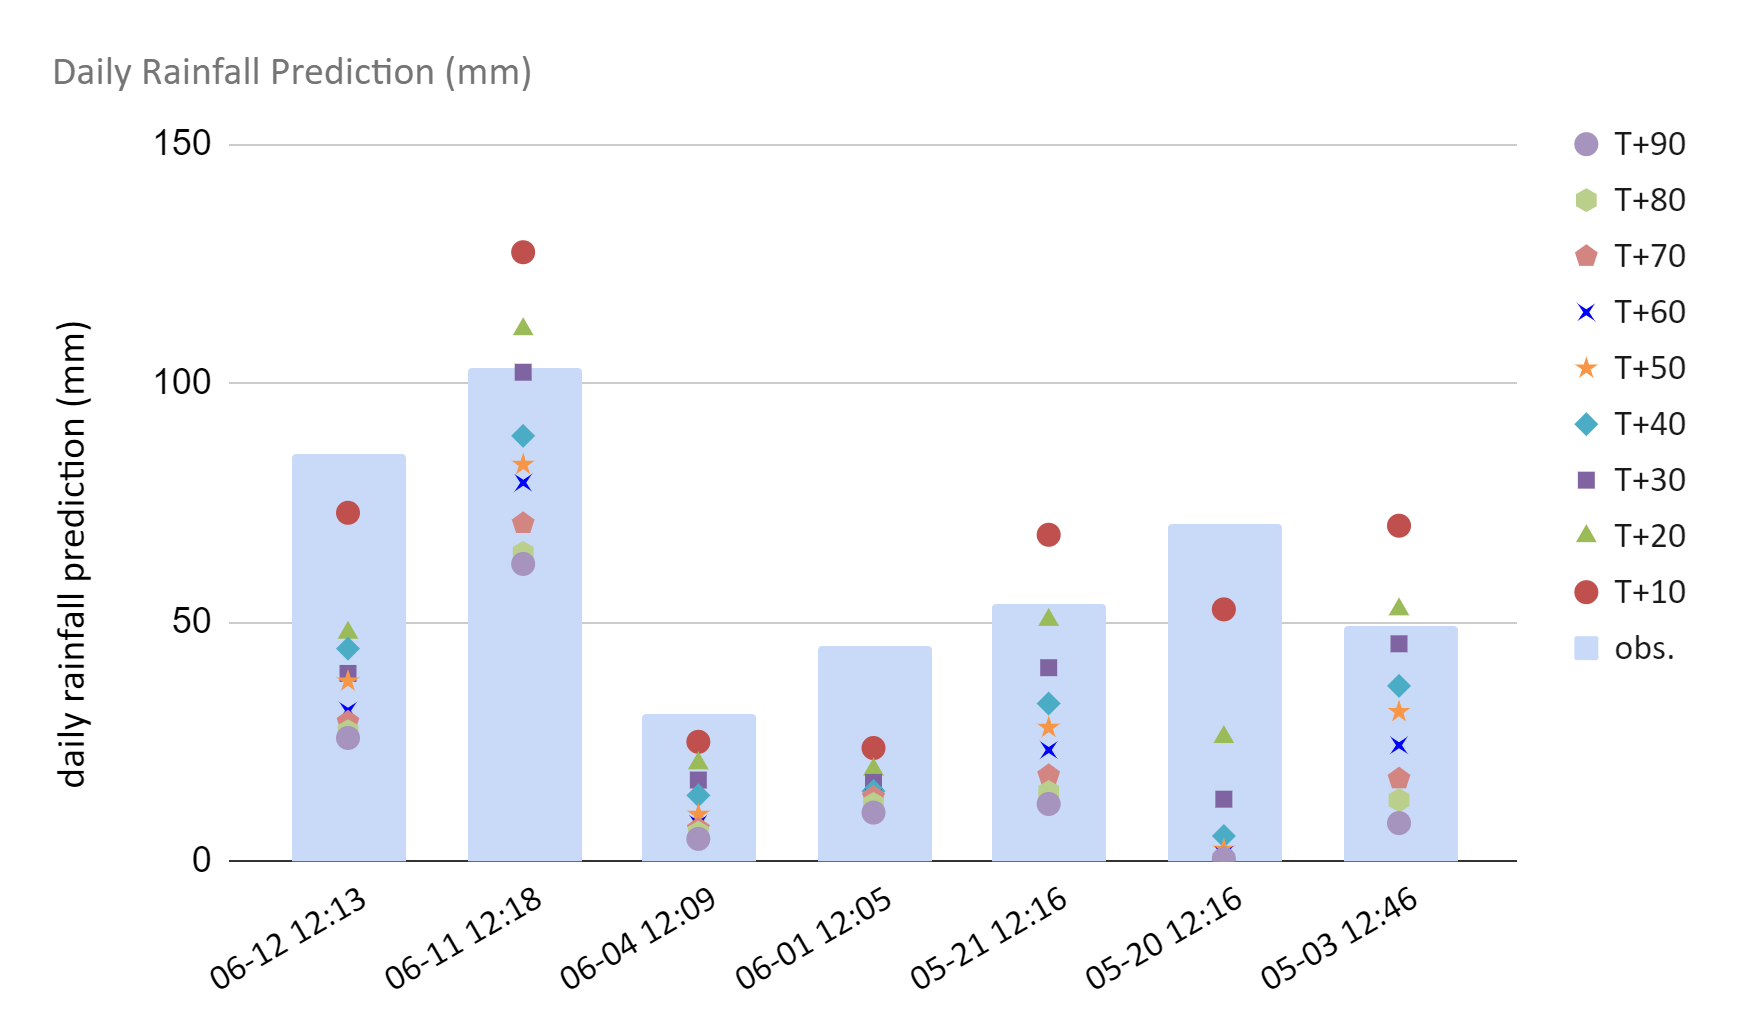 Daily Rainfall Prediction (mm)
daily rainfall prediction (mm)
150
100
50
0
06-12 12:13
06-11 12:18
06-04 12:09
06-01 12:05
05-21 12:16
05-20 12:16
05-03 12:46
T+90
T+80
T+70
T+60
T+50
T+40
T+30
T+20
T+10
obs.